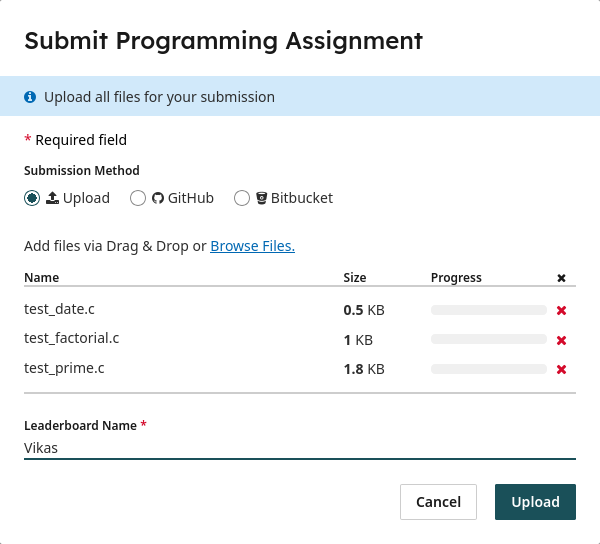 Submit Programming Assignment
Upload all files for your submission
* Required field
Submission Method
Upload GitHub Bitbucket
Add files via Drag & Drop or Browse Files.
Name Size Progress
test_date.c 0.5 KB
test_factorial.c 1 KB
test_prime.c 1.8 KB
Leaderboard Name *
Vikas
Cancel Upload